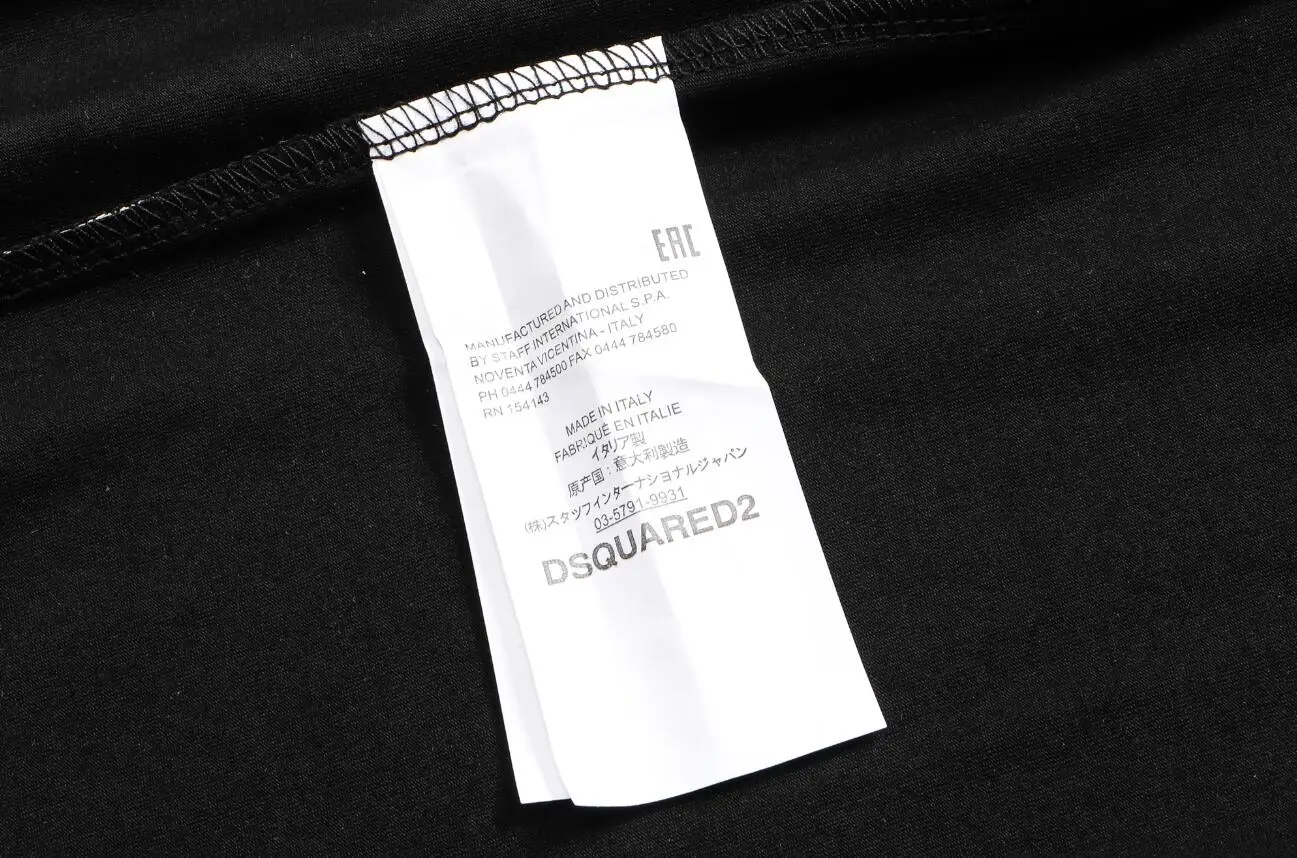 EAC
MANUFACTURED AND DISTRIBUTED
BY STAFF INTERNATIONAL S.P.A.
NOVENTA VICENTINA - ITALY
PH 0444 784500 FAX 0444 784580
RN 154143
MADE IN ITALY
FABRIQUÉ EN ITALIE
イタリア製
原产国：意大利製造
(株)スタッフインターナショナルジャパン
03-5791-9931
DSQUARED2